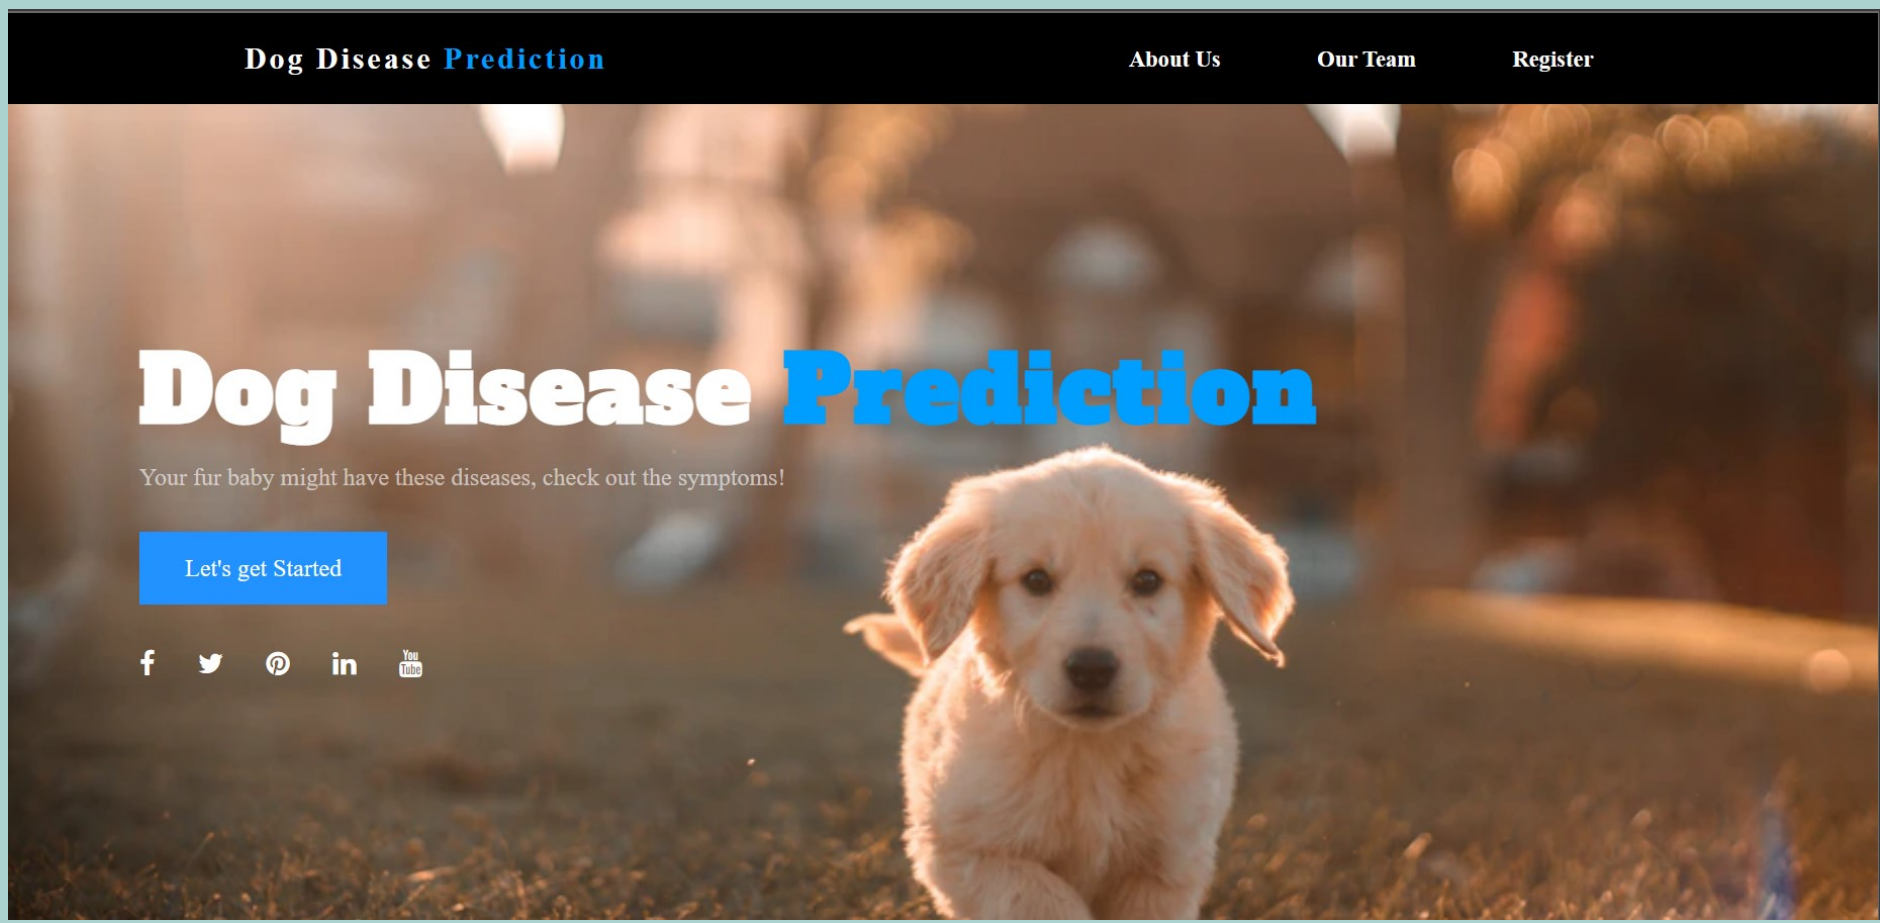 Dog Disease Prediction
About Us
Our Team
Register
Dog Disease Prediction
Your fur baby might have these diseases, check out the symptoms!
Let's get Started
You
Tube